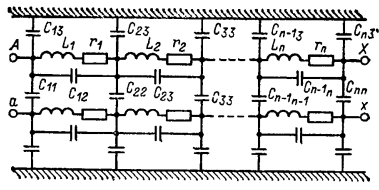 C13 C23 C33 Cn-13 Cn3
A L1 r1 L2 r2 Ln rn X
C11 C12 C22 C23 C33 Cn-1n Cnn
a Cn-1n-1 x